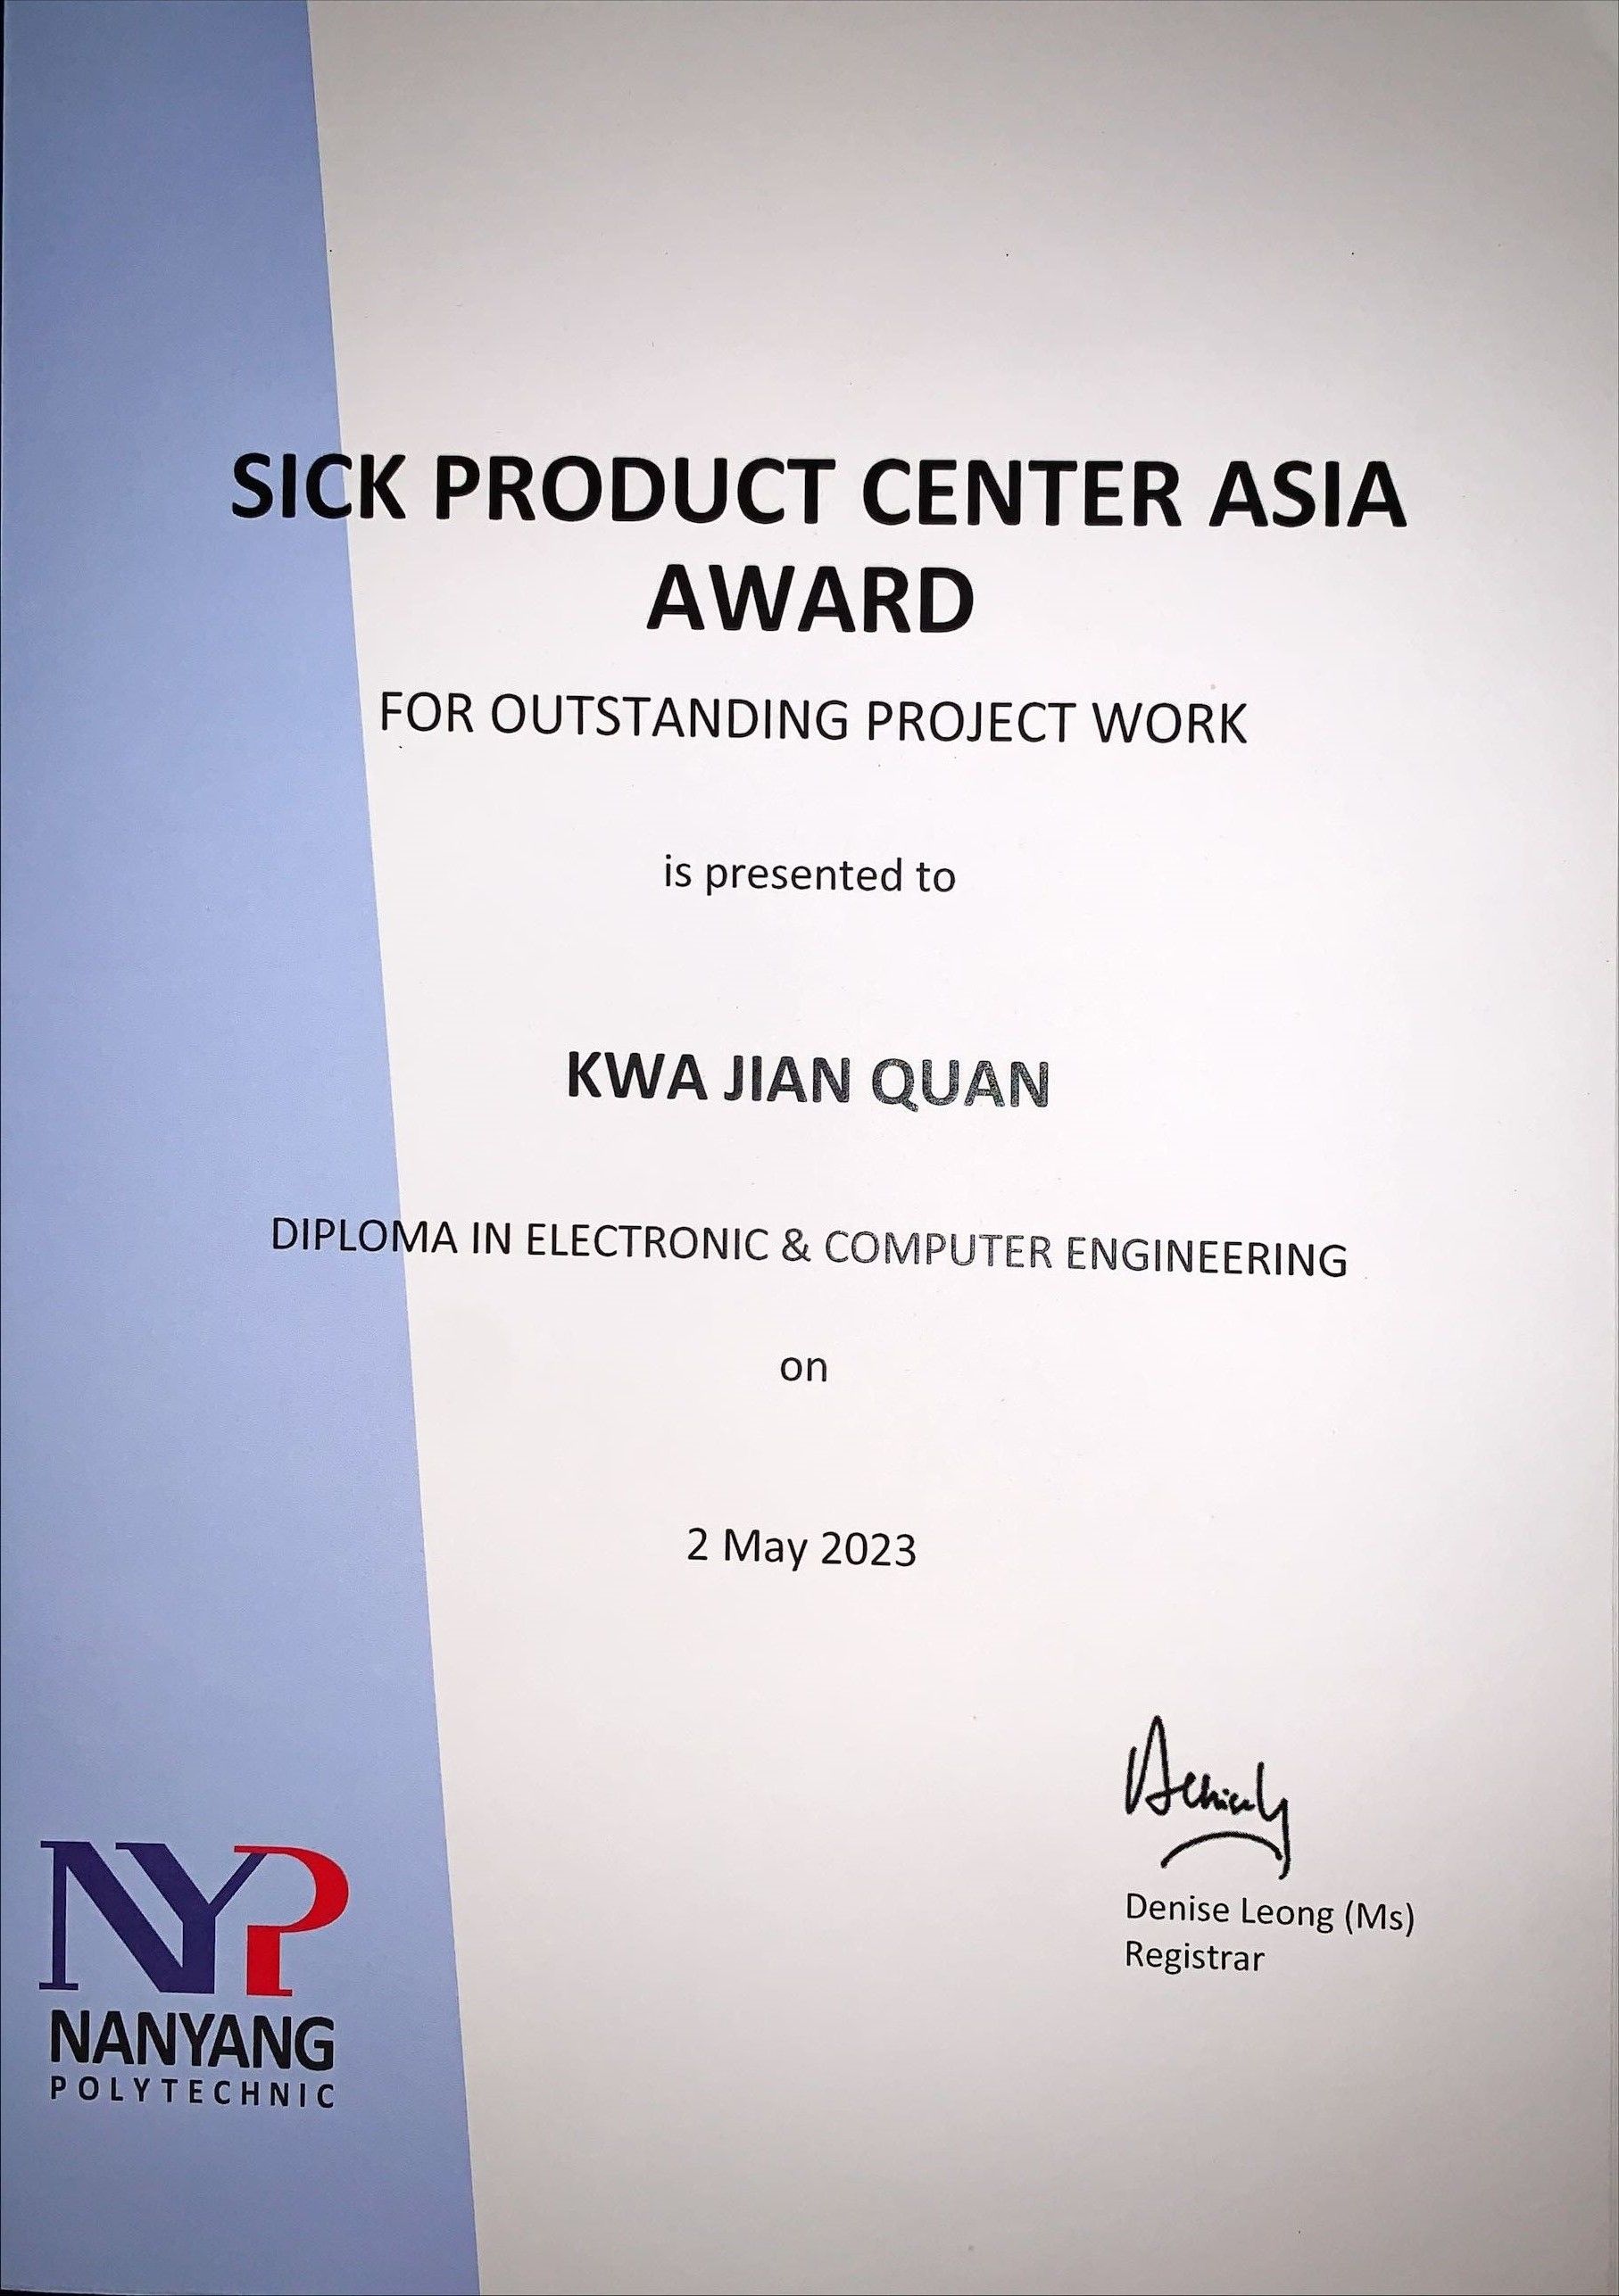 SICK PRODUCT CENTER ASIA
AWARD
FOR OUTSTANDING PROJECT WORK
is presented to
KWA JIAN QUAN
DIPLOMA IN ELECTRONIC & COMPUTER ENGINEERING
on
2 May 2023
Denise Leong (Ms)
Registrar
NYP
NANYANG
POLYTECHNIC